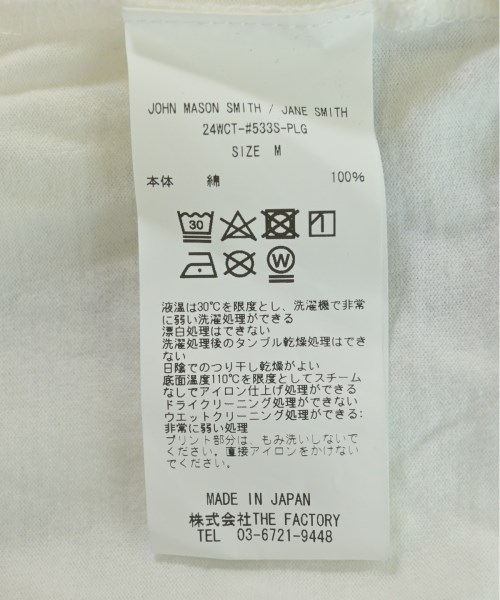 JOHN MASON SMITH / JANE SMITH
24WCT-#533S-PLG
SIZE M
本体 綿 100%
30
W
液温は30℃を限度とし、洗濯機で非常
に弱い洗濯処理ができる
漂白処理はできない
洗濯処理後のタンブル乾燥処理はでき
ない
日陰でのつり干し乾燥がよい
底面温度110℃を限度としてスチーム
なしでアイロン仕上げ処理ができる
ドライクリーニング処理ができない
ウエットクリーニング処理ができる:
非常に弱い処理
プリント部分は、もみ洗いしないで
ください。直接アイロンをかけない
でください。
MADE IN JAPAN
株式会社THE FACTORY
TEL 03-6721-9448